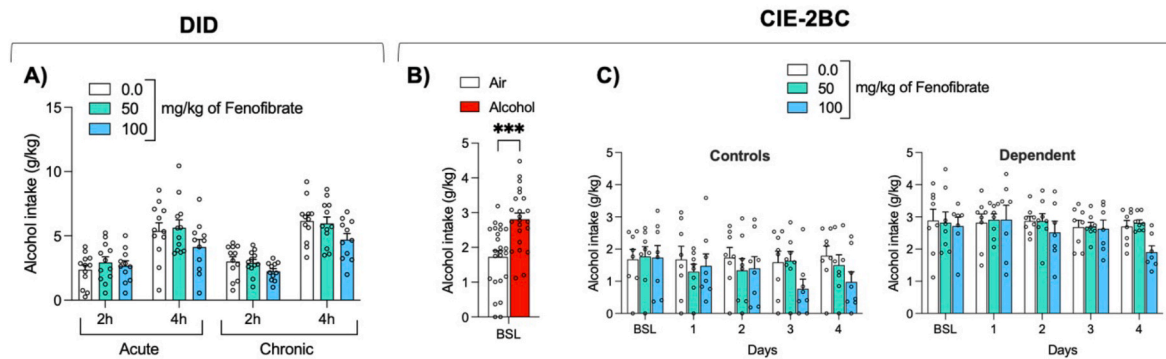 DID
CIE-2BC
A)
0.0
50
100
mg/kg of Fenofibrate
Alcohol intake (g/kg)
15
10
5
0
2h
4h
2h
4h
Acute
Chronic
B)
Air
Alcohol
***
Alcohol intake (g/kg)
5
4
3
2
1
0
BSL
C)
0.0
50
100
mg/kg of Fenofibrate
Controls
Alcohol intake (g/kg)
5
4
3
2
1
0
BSL
1
2
3
4
Days
Dependent
Alcohol intake (g/kg)
5
4
3
2
1
0
BSL
1
2
3
4
Days